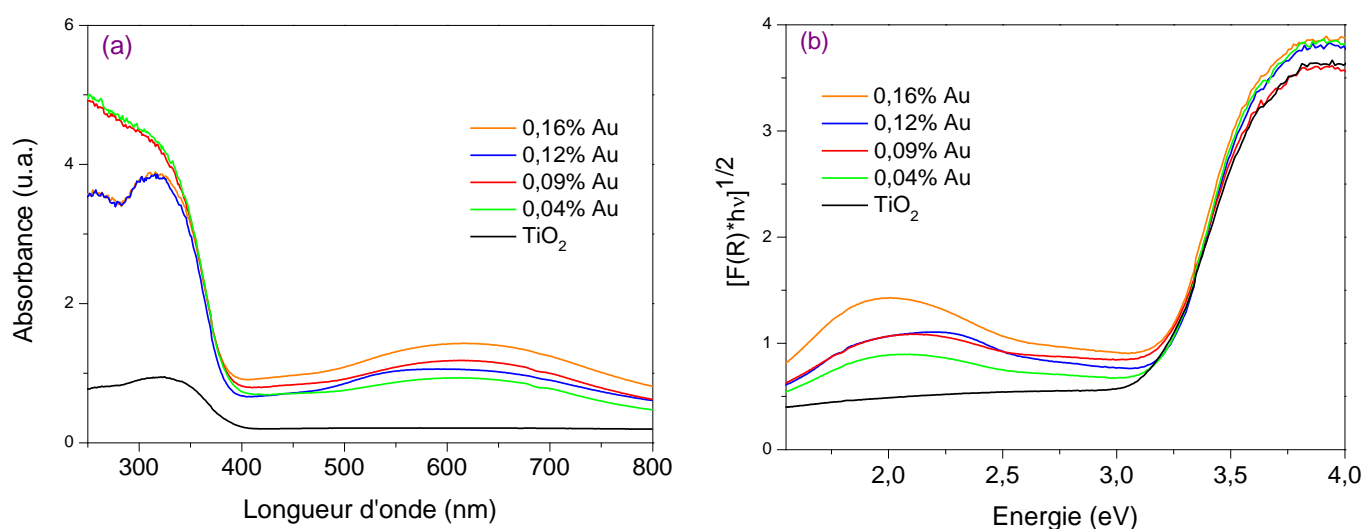 (a)
6
5
4
2
1
0
Absorbance (u.a.)
0,16% Au
0,12% Au
0,09% Au
0,04% Au
TiO₂
300 400 500 600 700 800
Longueur d'onde (nm)
(b)
4
3
2
1
0
[F(R)*hν]^1/2
0,16% Au
0,12% Au
0,09% Au
0,04% Au
TiO₂
2,0 2,5 3,0 3,5 4,0
Energie (eV)